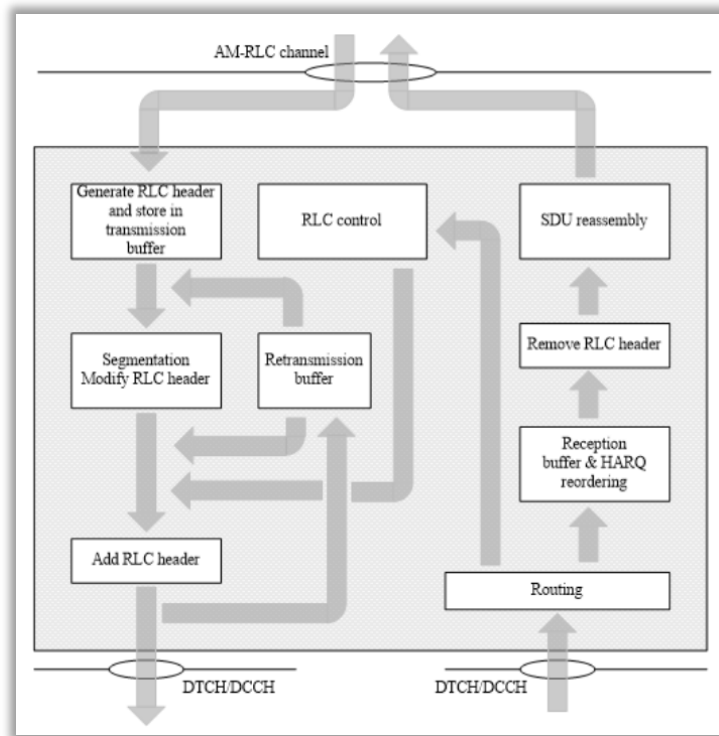 AM-RLC channel
Generate RLC header
and store in
transmission
buffer
RLC control
SDU reassembly
Segmentation
Modify RLC header
Retransmission
buffer
Remove RLC header
Reception
buffer & HARQ
reordering
Add RLC header
Routing
DTCH/DCCH
DTCH/DCCH